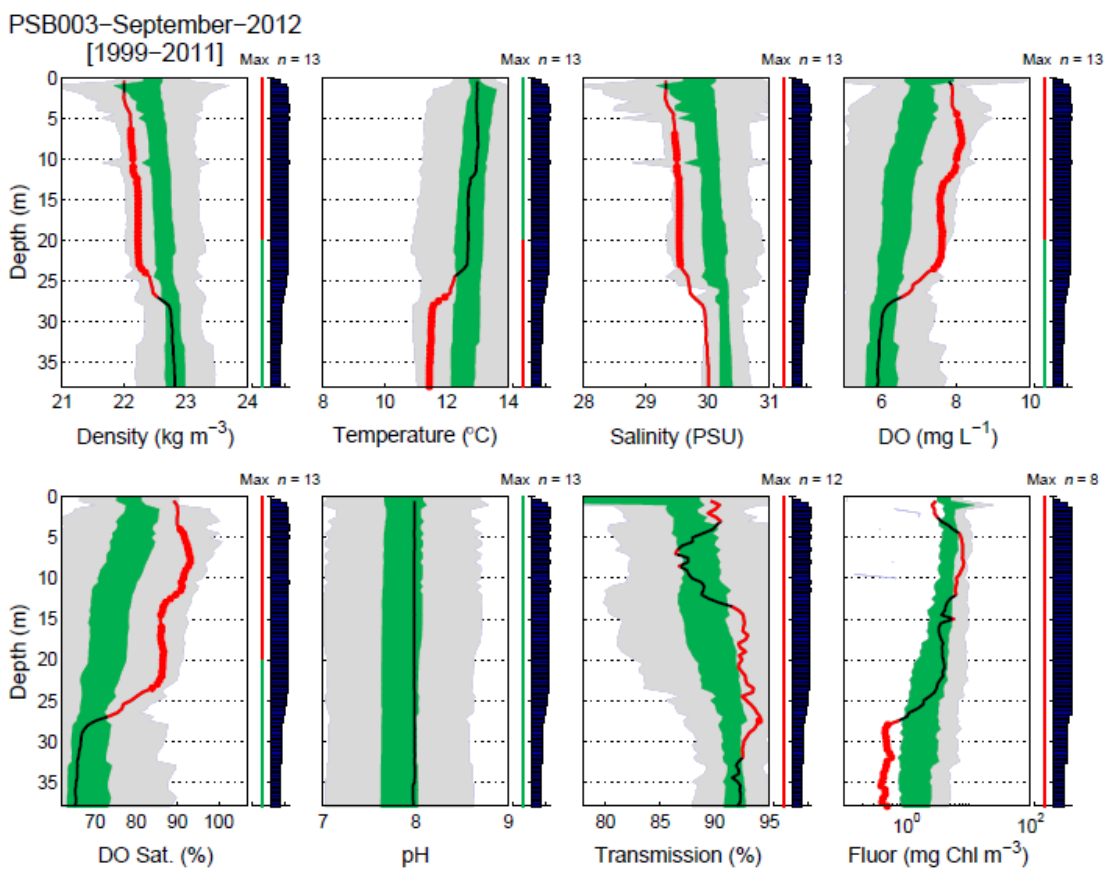 PSB003−September−2012
[1999−2011]
Max n = 13
Max n = 13
Max n = 13
Max n = 13
0
5
10
15
20
25
30
35
Depth (m)
21 22 23 24
8 10 12 14
28 29 30 31
6 8 10
Density (kg m⁻³)
Temperature (°C)
Salinity (PSU)
DO (mg L⁻¹)
Max n = 13
Max n = 13
Max n = 12
Max n = 8
0
5
10
15
20
25
30
35
Depth (m)
70 80 90 100
7 8 9
80 85 90 95
10⁰ 10²
DO Sat. (%)
pH
Transmission (%)
Fluor (mg Chl m⁻³)